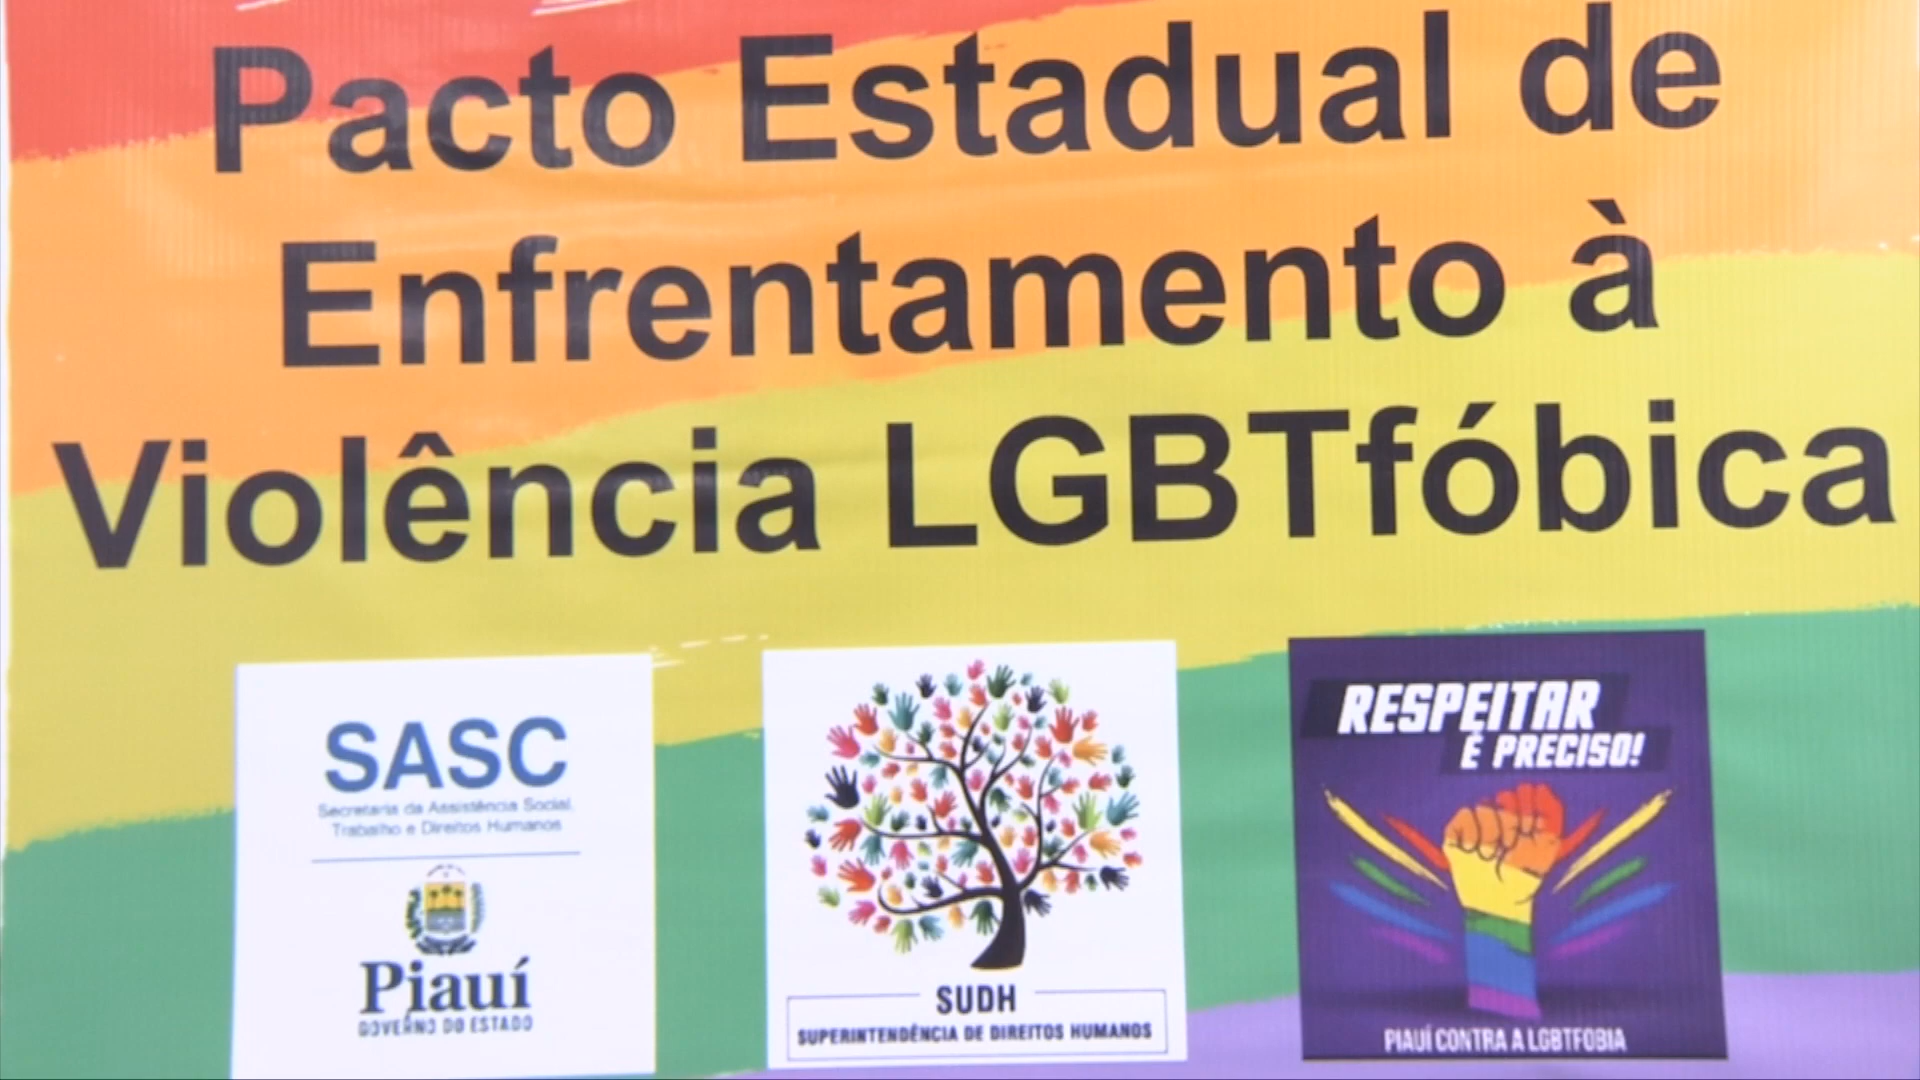 Pacto Estadual de
Enfrentamento à
Violência LGBTfóbica
SASC
Secretaria da Assistência Social,
Trabalho e Direitos Humanos
Piauí
GOVERNO DO ESTADO
SUDH
SUPERINTENDÊNCIA DE DIREITOS HUMANOS
RESPEITAR
É PRECISO!
PIAUÍ CONTRA A LGBTFOBIA